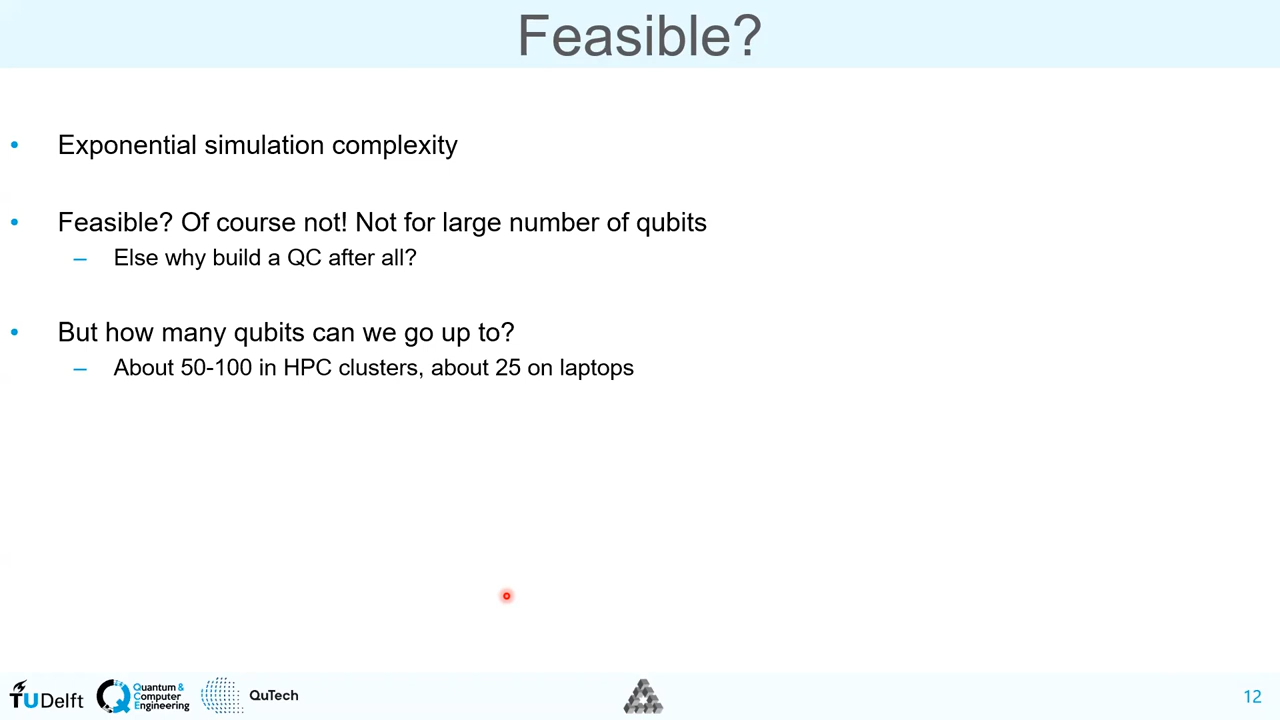 Feasible?
• Exponential simulation complexity
• Feasible? Of course not! Not for large number of qubits
– Else why build a QC after all?
• But how many qubits can we go up to?
– About 50-100 in HPC clusters, about 25 on laptops
TUDelft
Quantum &
Computer
Engineering
QuTech
12